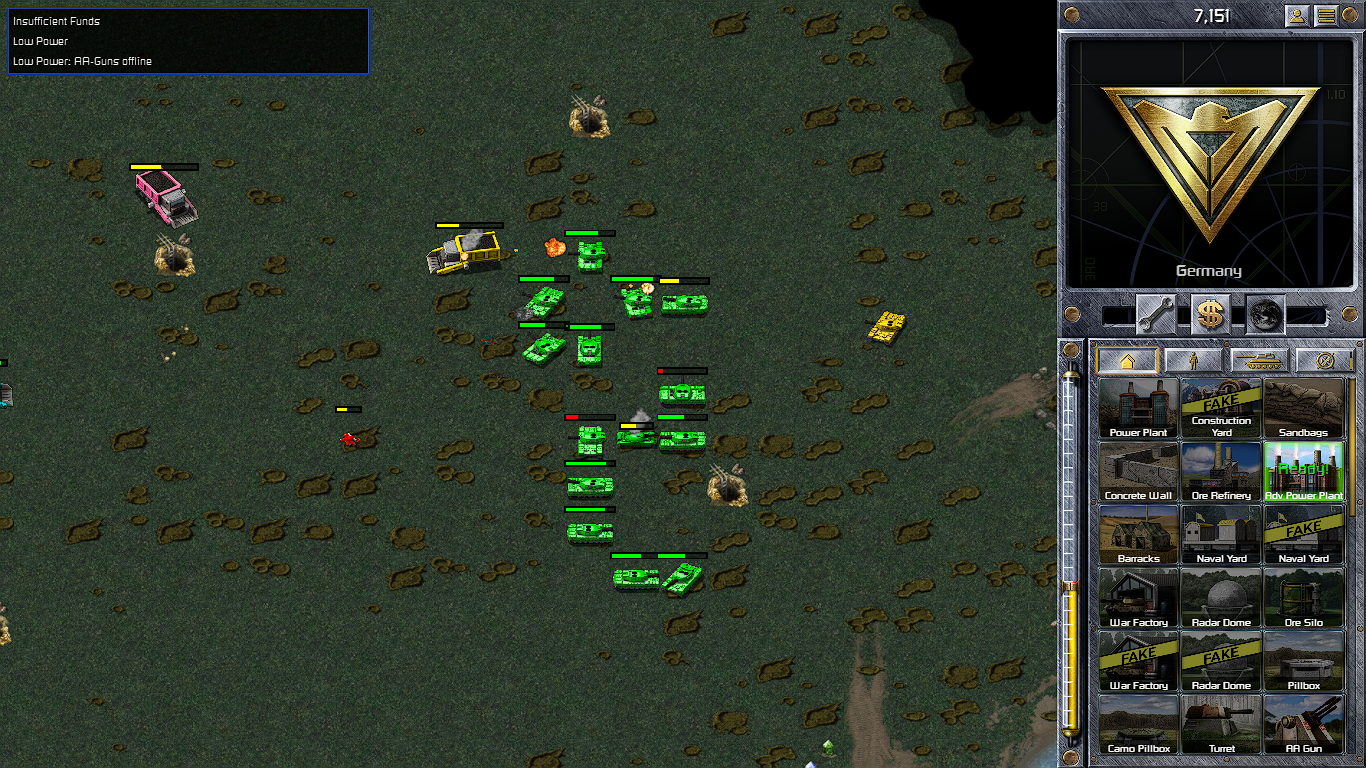 Insufficient Funds
Low Power
Low Power: AA-Guns offline
7,151
Germany
Power Plant
FAKE
Construction
Yard
Sandbags
Concrete Wall
Ore Refinery
Ready!
Adv Power Plant
Barracks
Naval Yard
FAKE
Naval Yard
War Factory
Radar Dome
Ore Silo
FAKE
War Factory
FAKE
Radar Dome
Pillbox
Camo Pillbox
Turret
AA Gun